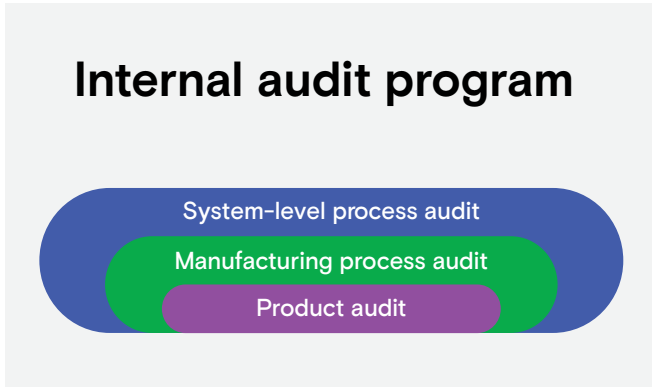 Internal audit program
System-level process audit
Manufacturing process audit
Product audit